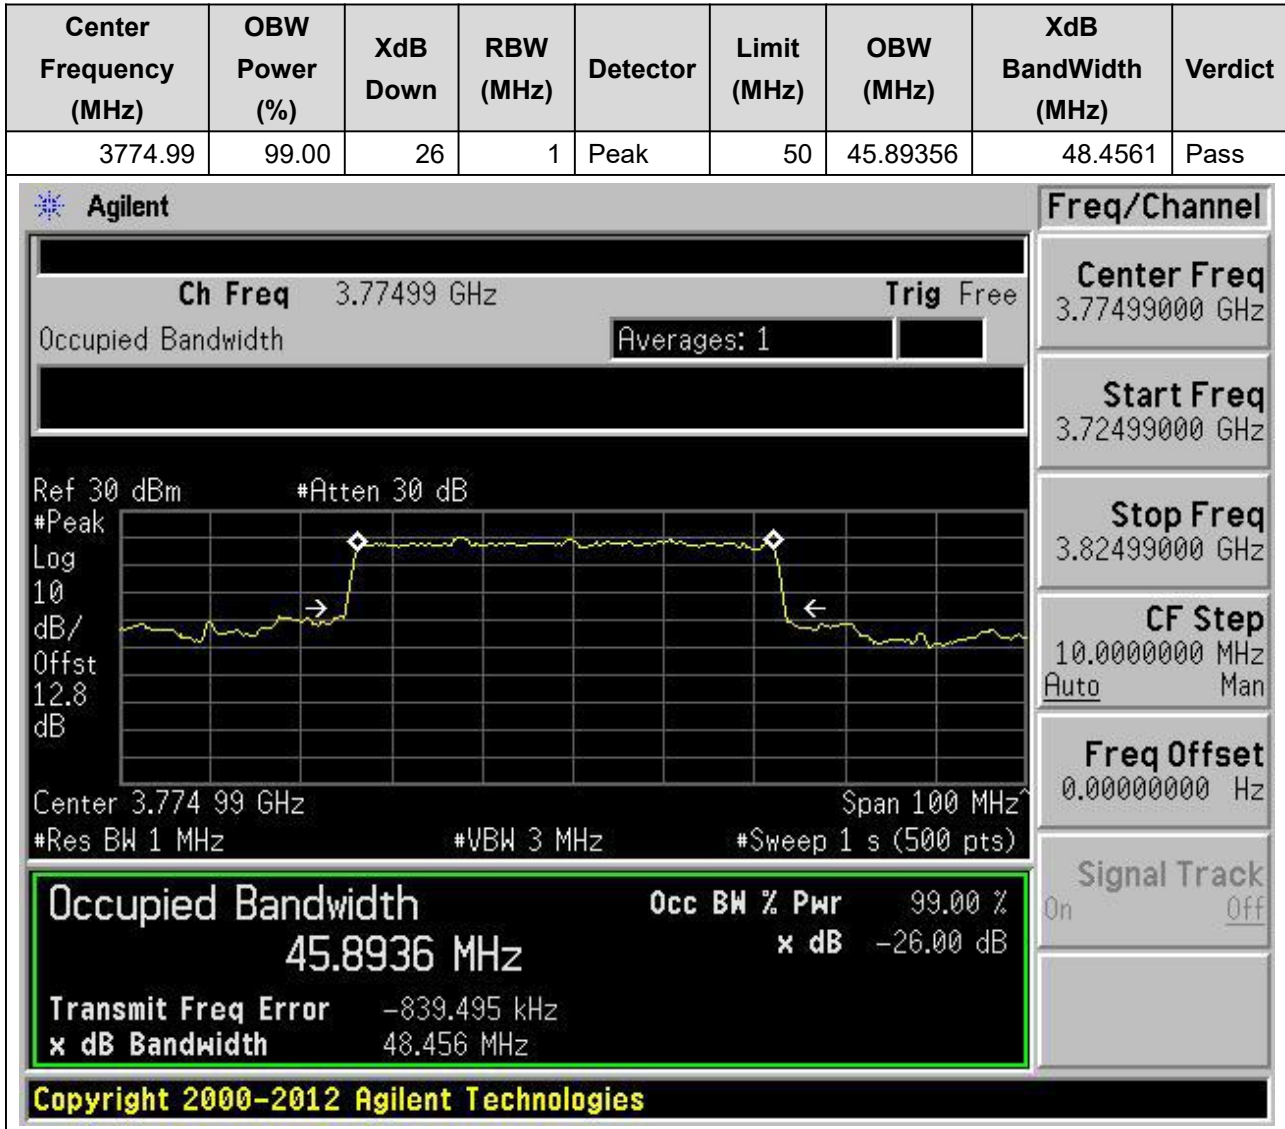 Center Frequency (MHz) OBW Power (%) XdB Down RBW (MHz) Detector Limit (MHz) OBW (MHz) XdB BandWidth (MHz) Verdict
3774.99 99.00 26 1 Peak 50 45.89356 48.4561 Pass
Agilent
Freq/Channel
Ch Freq 3.77499 GHz Trig Free
Occupied Bandwidth Averages: 1
Center Freq
3.77499000 GHz
Start Freq
3.72499000 GHz
Stop Freq
3.82499000 GHz
CF Step
10.0000000 MHz
Auto Man
Freq Offset
0.00000000 Hz
Signal Track
On Off
Ref 30 dBm #Atten 30 dB
#Peak
Log
10
dB/
Offst
12.8
dB
Center 3.774 99 GHz Span 100 MHz^
#Res BW 1 MHz #VBW 3 MHz #Sweep 1 s (500 pts)
Occupied Bandwidth Occ BW % Pwr 99.00 %
45.8936 MHz x dB -26.00 dB
Transmit Freq Error -839.495 kHz
x dB Bandwidth 48.456 MHz
Copyright 2000-2012 Agilent Technologies